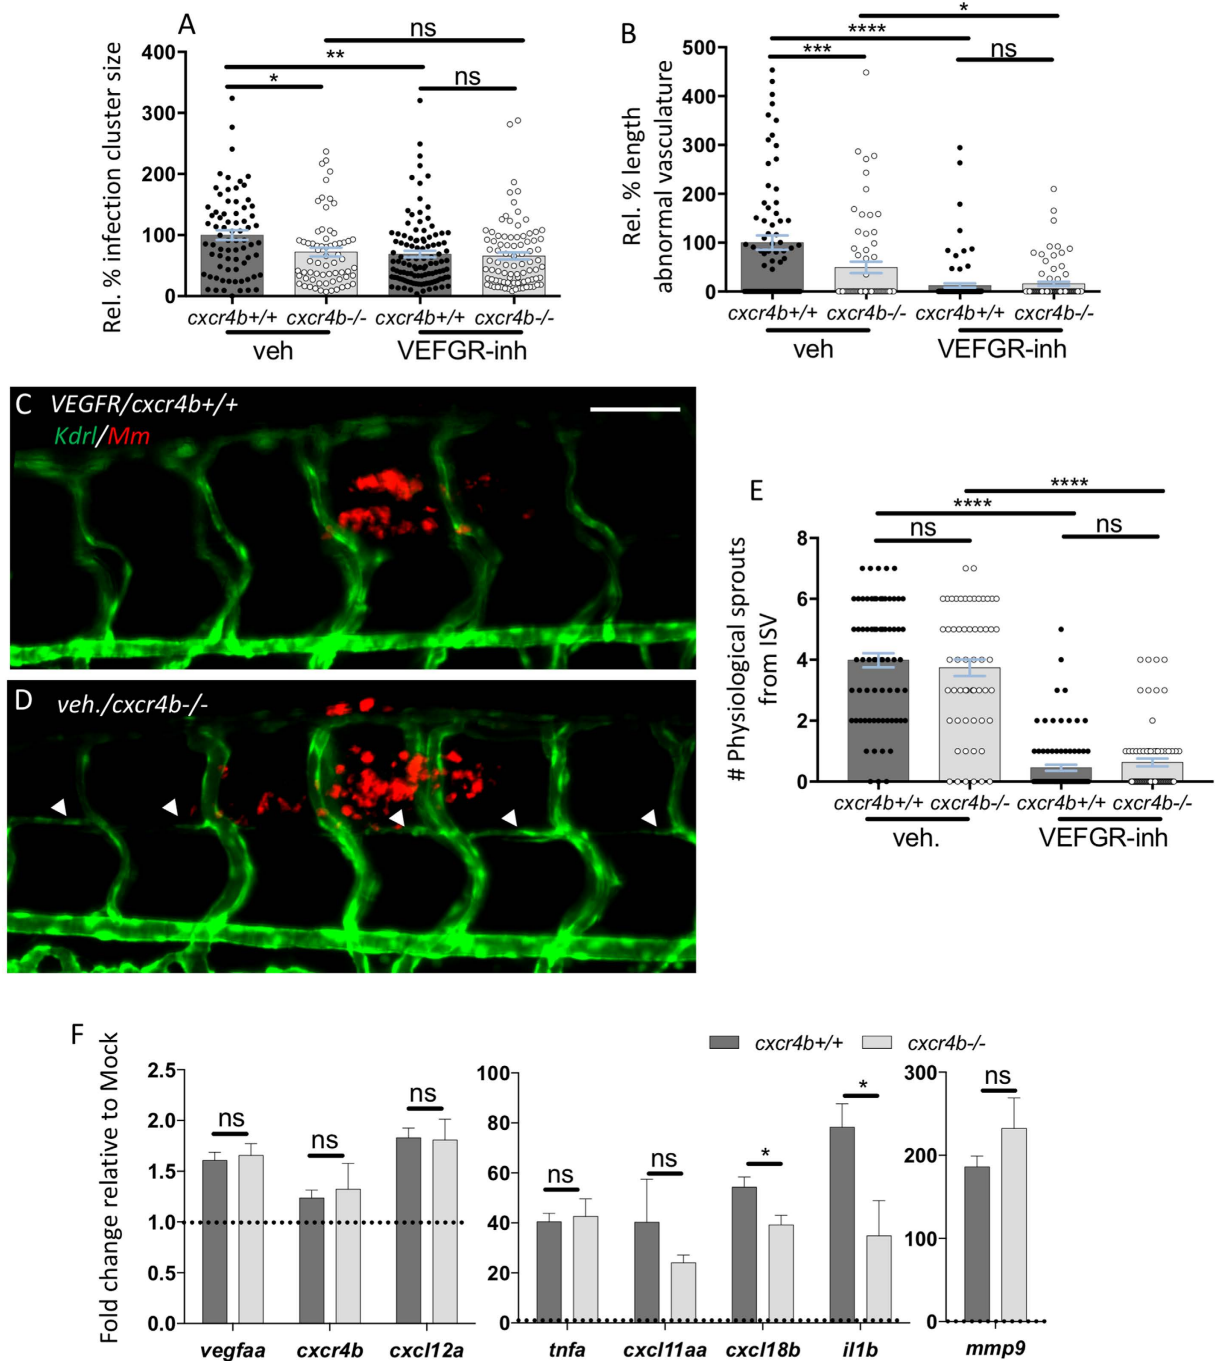 A
Rel. % infection cluster size
400
300
200
100
0
ns
**
*
ns
cxcr4b+/+ cxcr4b-/- cxcr4b+/+ cxcr4b-/-
veh VEFGR-inh
B
Rel. % length
abnormal vasculature
500
400
300
200
100
0
*
****
***
ns
cxcr4b+/+ cxcr4b-/- cxcr4b+/+ cxcr4b-/-
veh VEFGR-inh
C VEGFR/cxcr4b+/+
Kdrl/Mm
D veh./cxcr4b-/-
E
# Physiological sprouts
from ISV
8
6
4
2
0
****
****
ns
ns
cxcr4b+/+ cxcr4b-/- cxcr4b+/+ cxcr4b-/-
veh. VEFGR-inh
F
cxcr4b+/+ cxcr4b-/-
Fold change relative to Mock
2.5
2.0
1.5
1.0
0.5
0.0
ns
ns
ns
vegfaa cxcr4b cxcl12a
100
80
60
40
20
0
ns
ns
*
*
tnfa cxcl11aa cxcl18b il1b
300
200
100
0
ns
mmp9